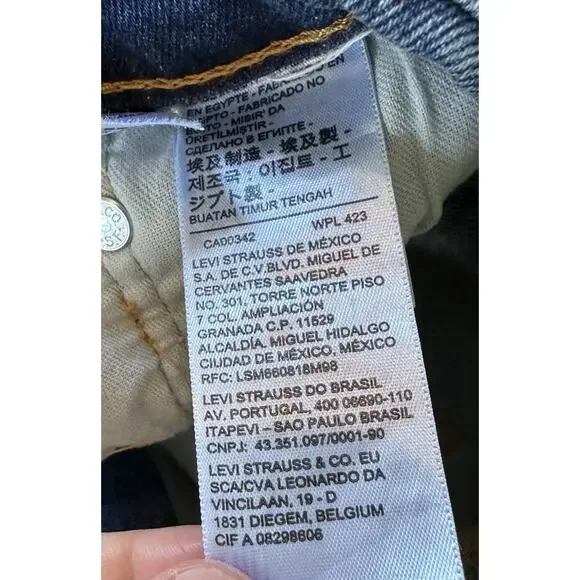 EN EGYPTE - FABRICADO NO
EGITO - MISIR' DA
ÜRETİLMİŞTİR -
СДЕЛАНО В ЕГИПТЕ -
埃及制造 - 埃及製 -
제조국 : 이집트 - エ
ジプト製 -
BUATAN TIMUR TENGAH
CA00342 WPL 423
LEVI STRAUSS DE MÉXICO
S.A. DE C.V.BLVD. MIGUEL DE
CERVANTES SAAVEDRA
NO. 301, TORRE NORTE PISO
7 COL. AMPLIACIÓN
GRANADA C.P. 11529
ALCALDÍA. MIGUEL HIDALGO
CIUDAD DE MÉXICO, MÉXICO
RFC: LSM660818M98
LEVI STRAUSS DO BRASIL
AV. PORTUGAL, 400 06690-110
ITAPEVI – SAO PAULO BRASIL
CNPJ: 43.351.097/0001-90
LEVI STRAUSS & CO. EU
SCA/CVA LEONARDO DA
VINCILAAN, 19 - D
1831 DIEGEM, BELGIUM
CIF A 08298606
CO
SF